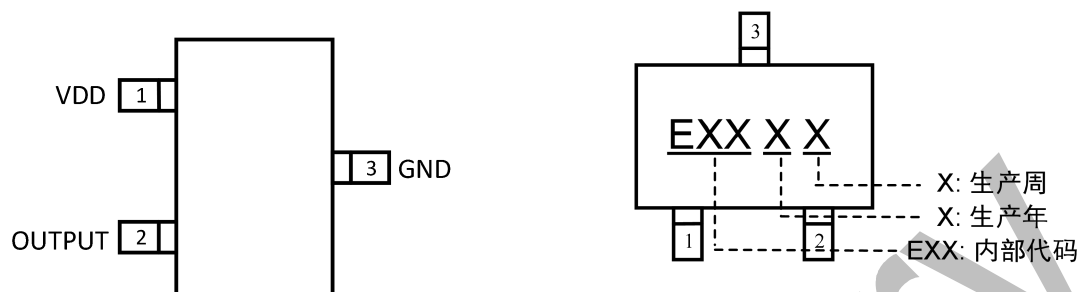 VDD 1
3 GND
OUTPUT 2
3
EXX X X
X: 生产周
X: 生产年
1 2
EXX: 内部代码